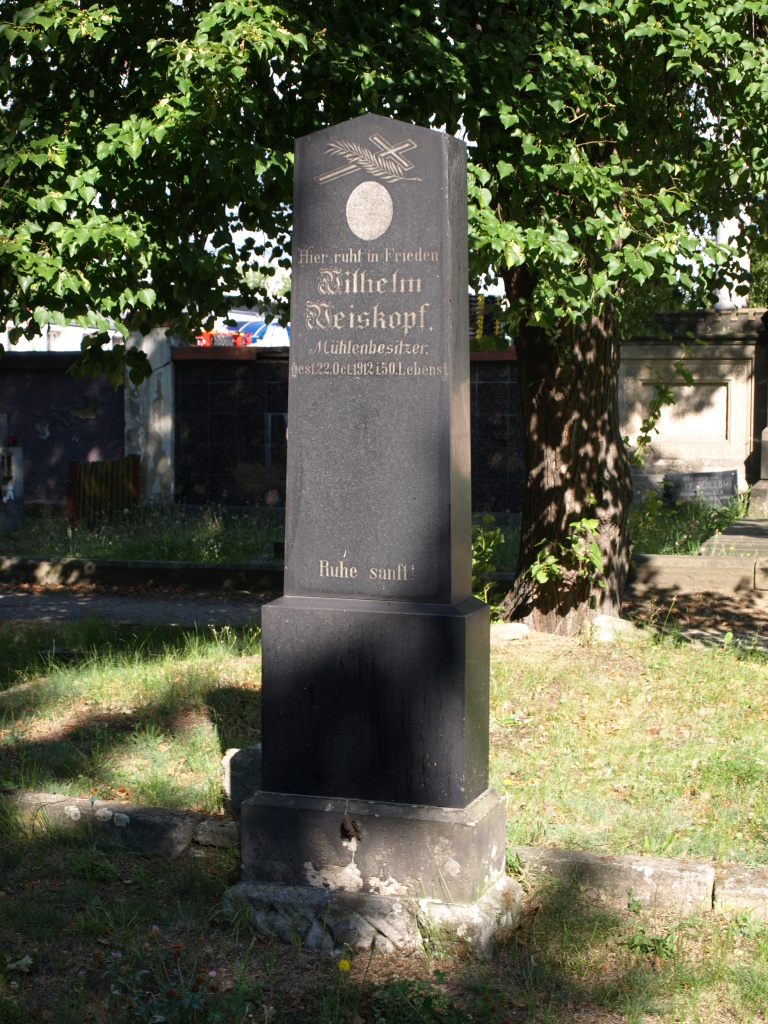 Hier ruht in Frieden
Wilhelm
Weiskopf,
Mühlenbesitzer,
gest. 22. Oct. 1912 i. 50. Lebensj.
Ruhe sanft!